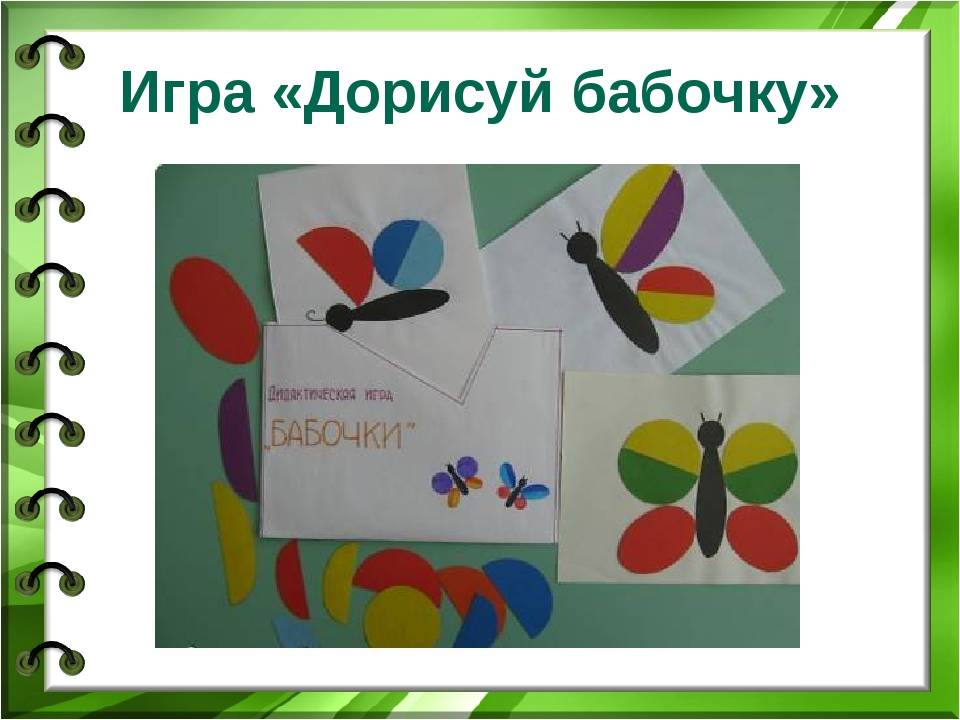 Игра «Дорисуй бабочку»
Дидактическая игра
„БАБОЧКИ”